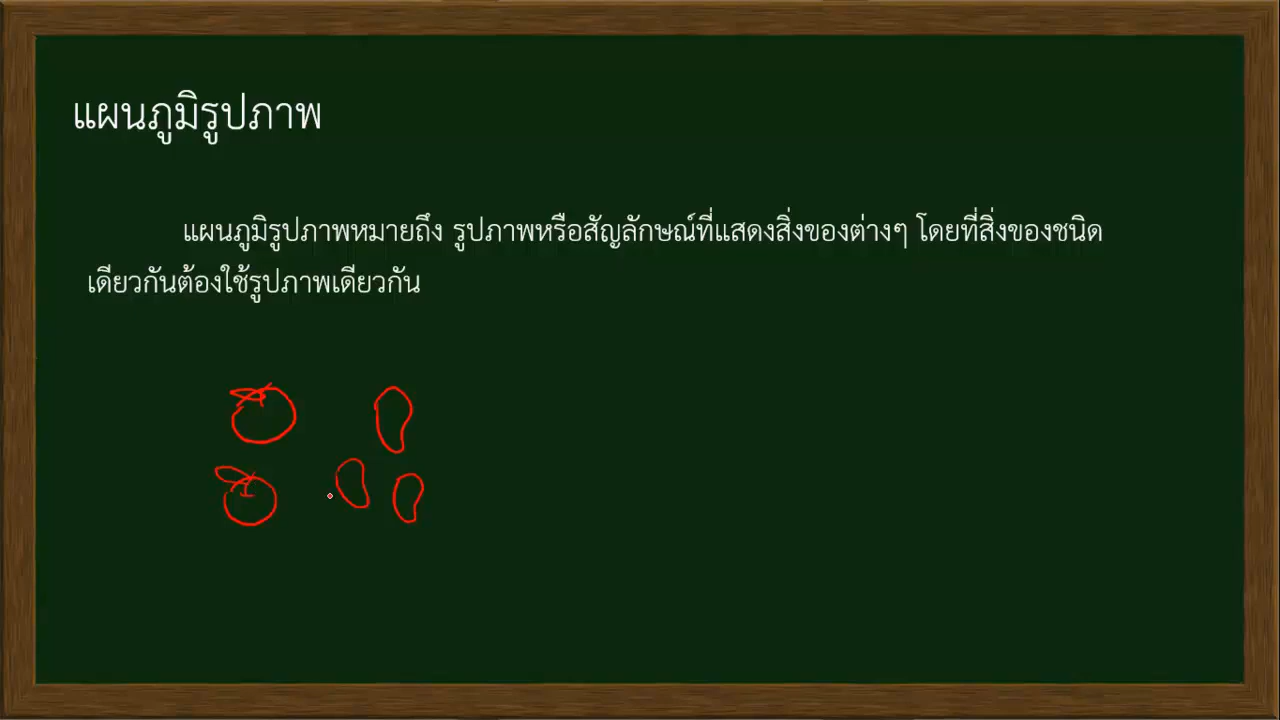 แผนภูมิรูปภาพ
แผนภูมิรูปภาพหมายถึง รูปภาพหรือสัญลักษณ์ที่แสดงสิ่งของต่างๆ โดยที่สิ่งของชนิด
เดียวกันต้องใช้รูปภาพเดียวกัน